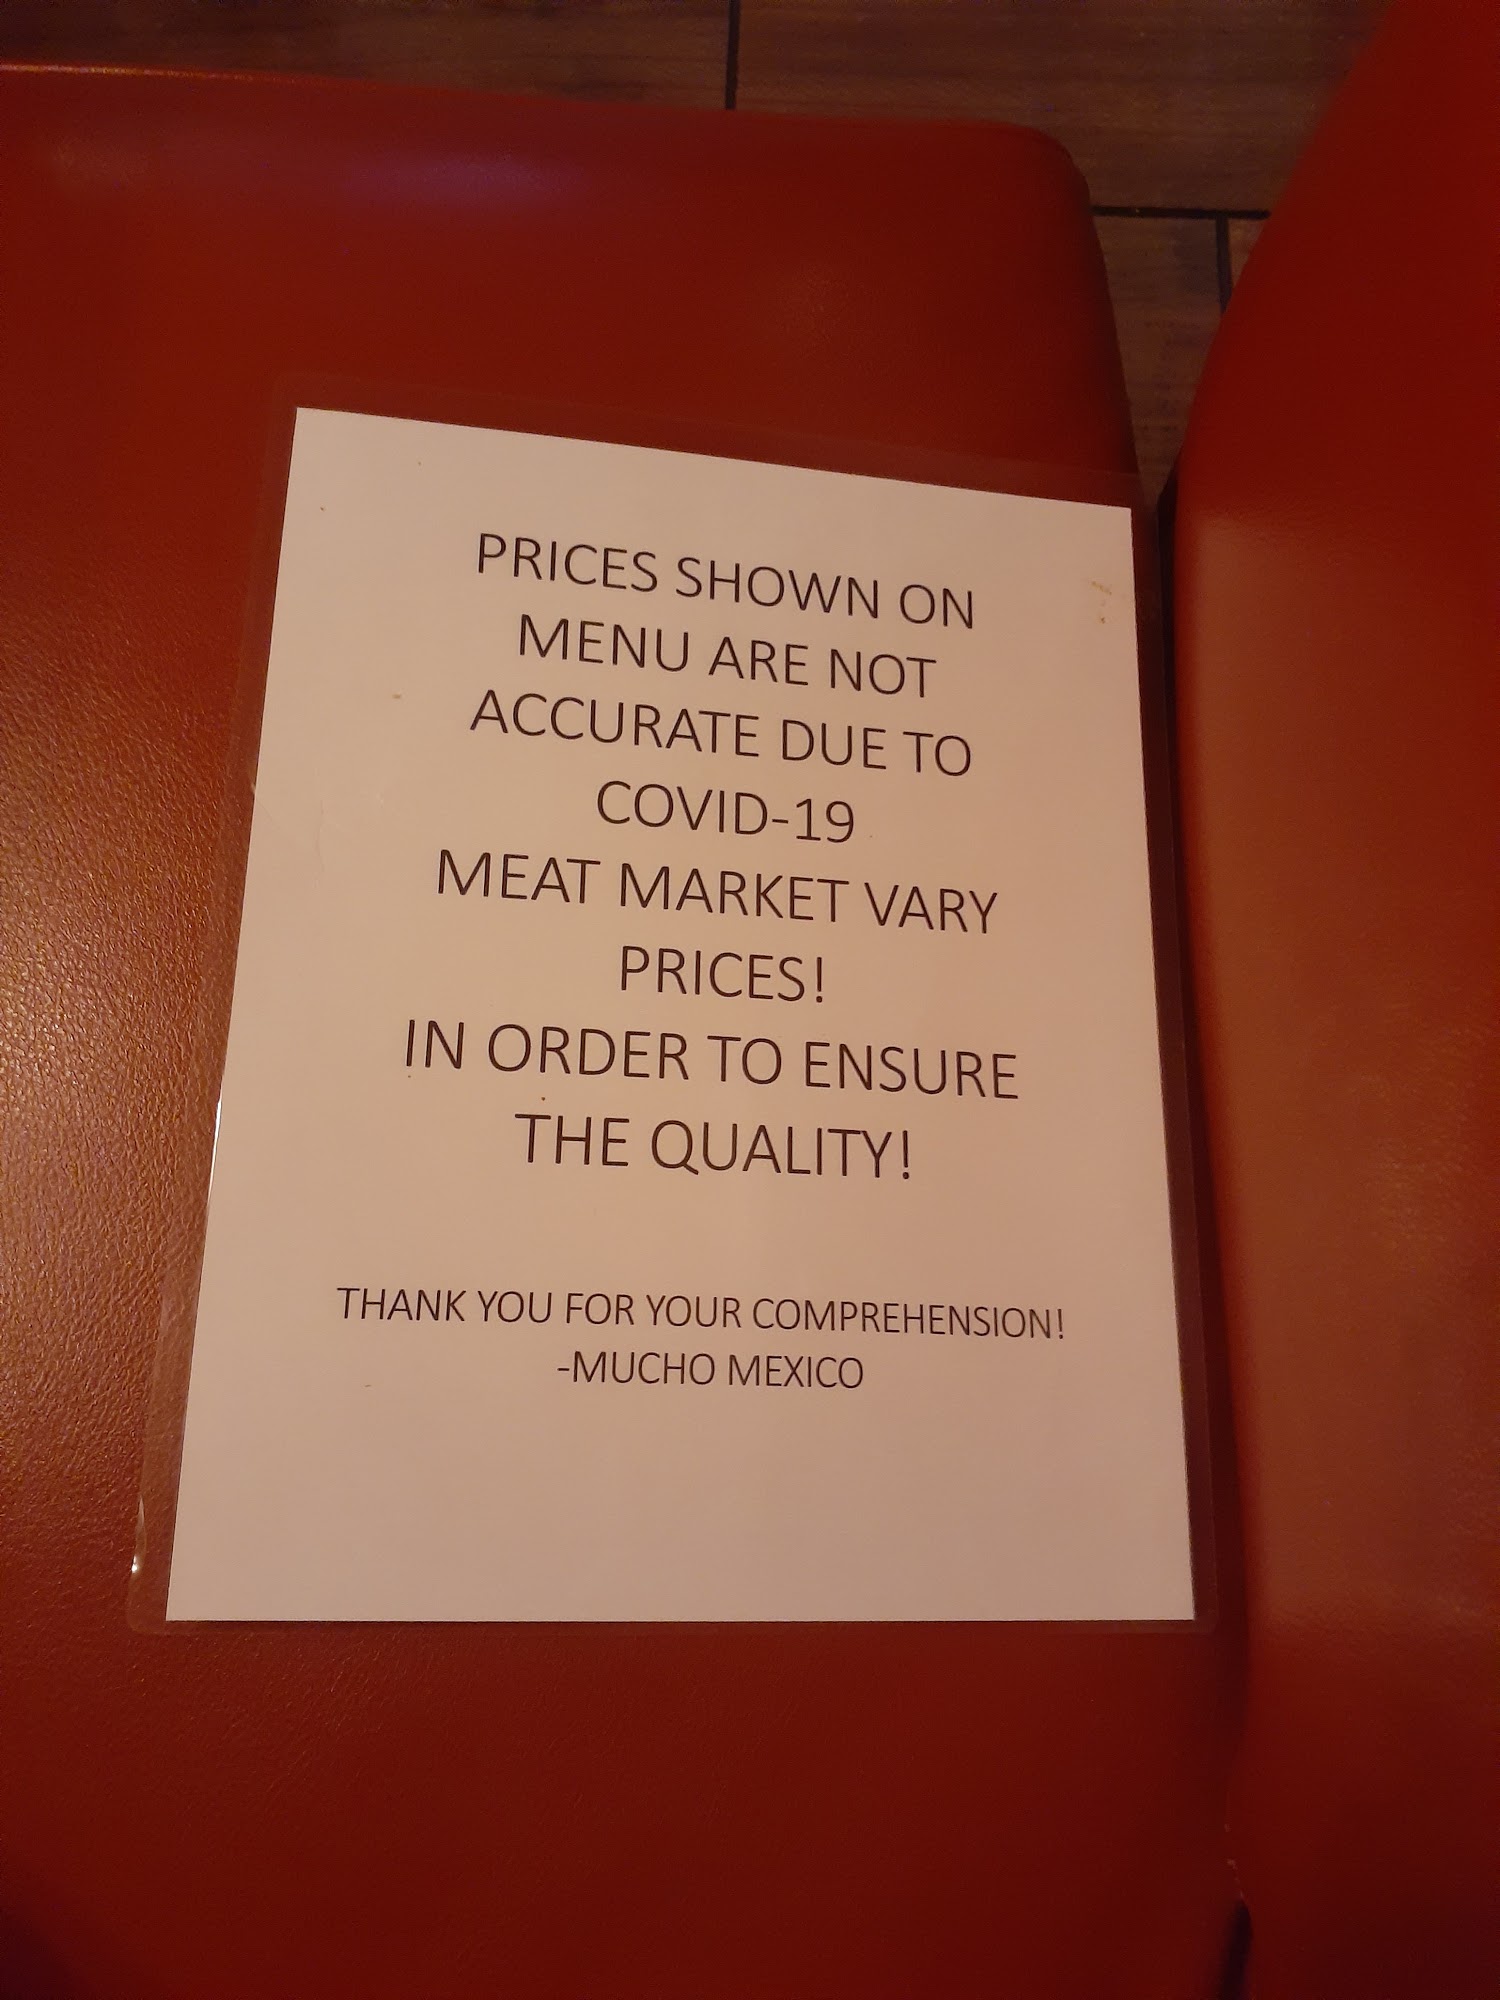 PRICES SHOWN ON
MENU ARE NOT
ACCURATE DUE TO
COVID-19
MEAT MARKET VARY
PRICES!
IN ORDER TO ENSURE
THE QUALITY!
THANK YOU FOR YOUR COMPREHENSION!
-MUCHO MEXICO